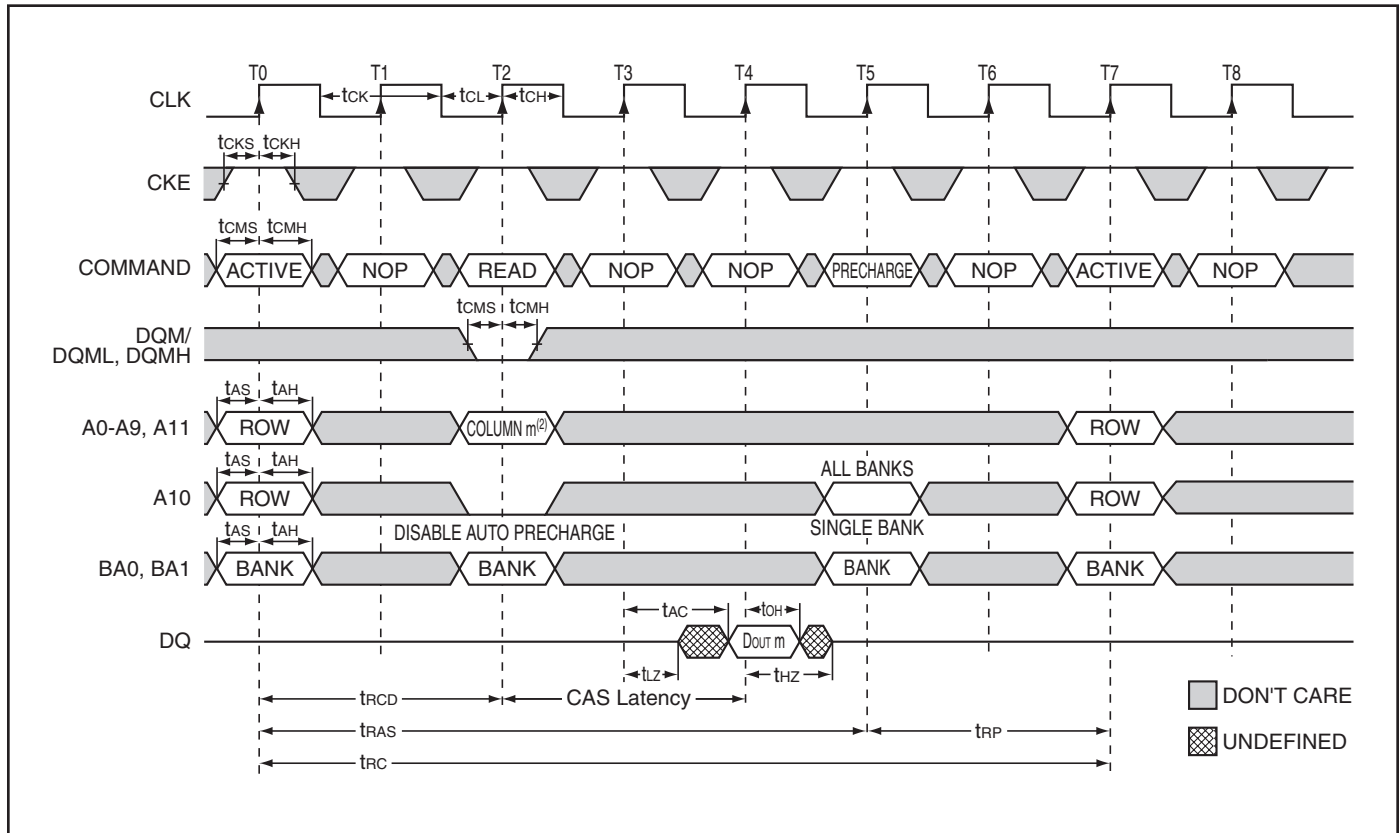 T0 T1 T2 T3 T4 T5 T6 T7 T8
CLK tCK tCL tCH
tCKS tCKH
CKE
tCMS tCMH
COMMAND ACTIVE NOP READ NOP NOP PRECHARGE NOP ACTIVE NOP
tCMS tCMH
DQM/
DQML, DQMH
tAS tAH
A0-A9, A11 ROW COLUMN m(2) ROW
tAS tAH ALL BANKS
A10 ROW ROW
DISABLE AUTO PRECHARGE SINGLE BANK
tAS tAH
BA0, BA1 BANK BANK BANK BANK
tAC tOH
DQ DOUT m
tLZ tHZ
tRCD CAS Latency
DON'T CARE
tRAS tRP
UNDEFINED
tRC